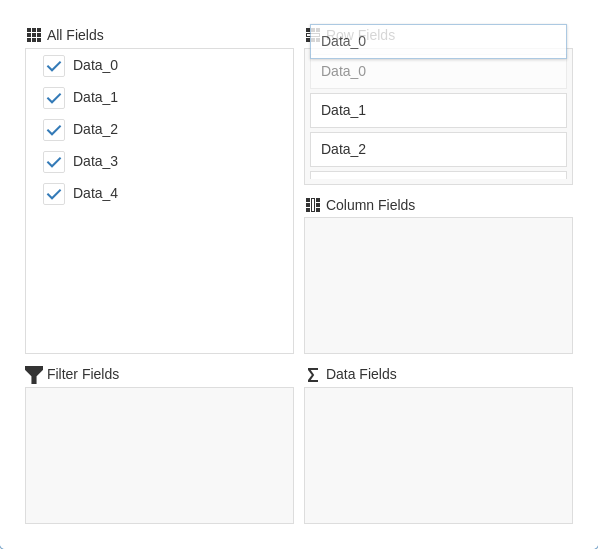 All Fields
Data_0
Data_1
Data_2
Data_3
Data_4
Row Fields
Data_0
Data_0
Data_1
Data_2
Column Fields
Filter Fields
Data Fields